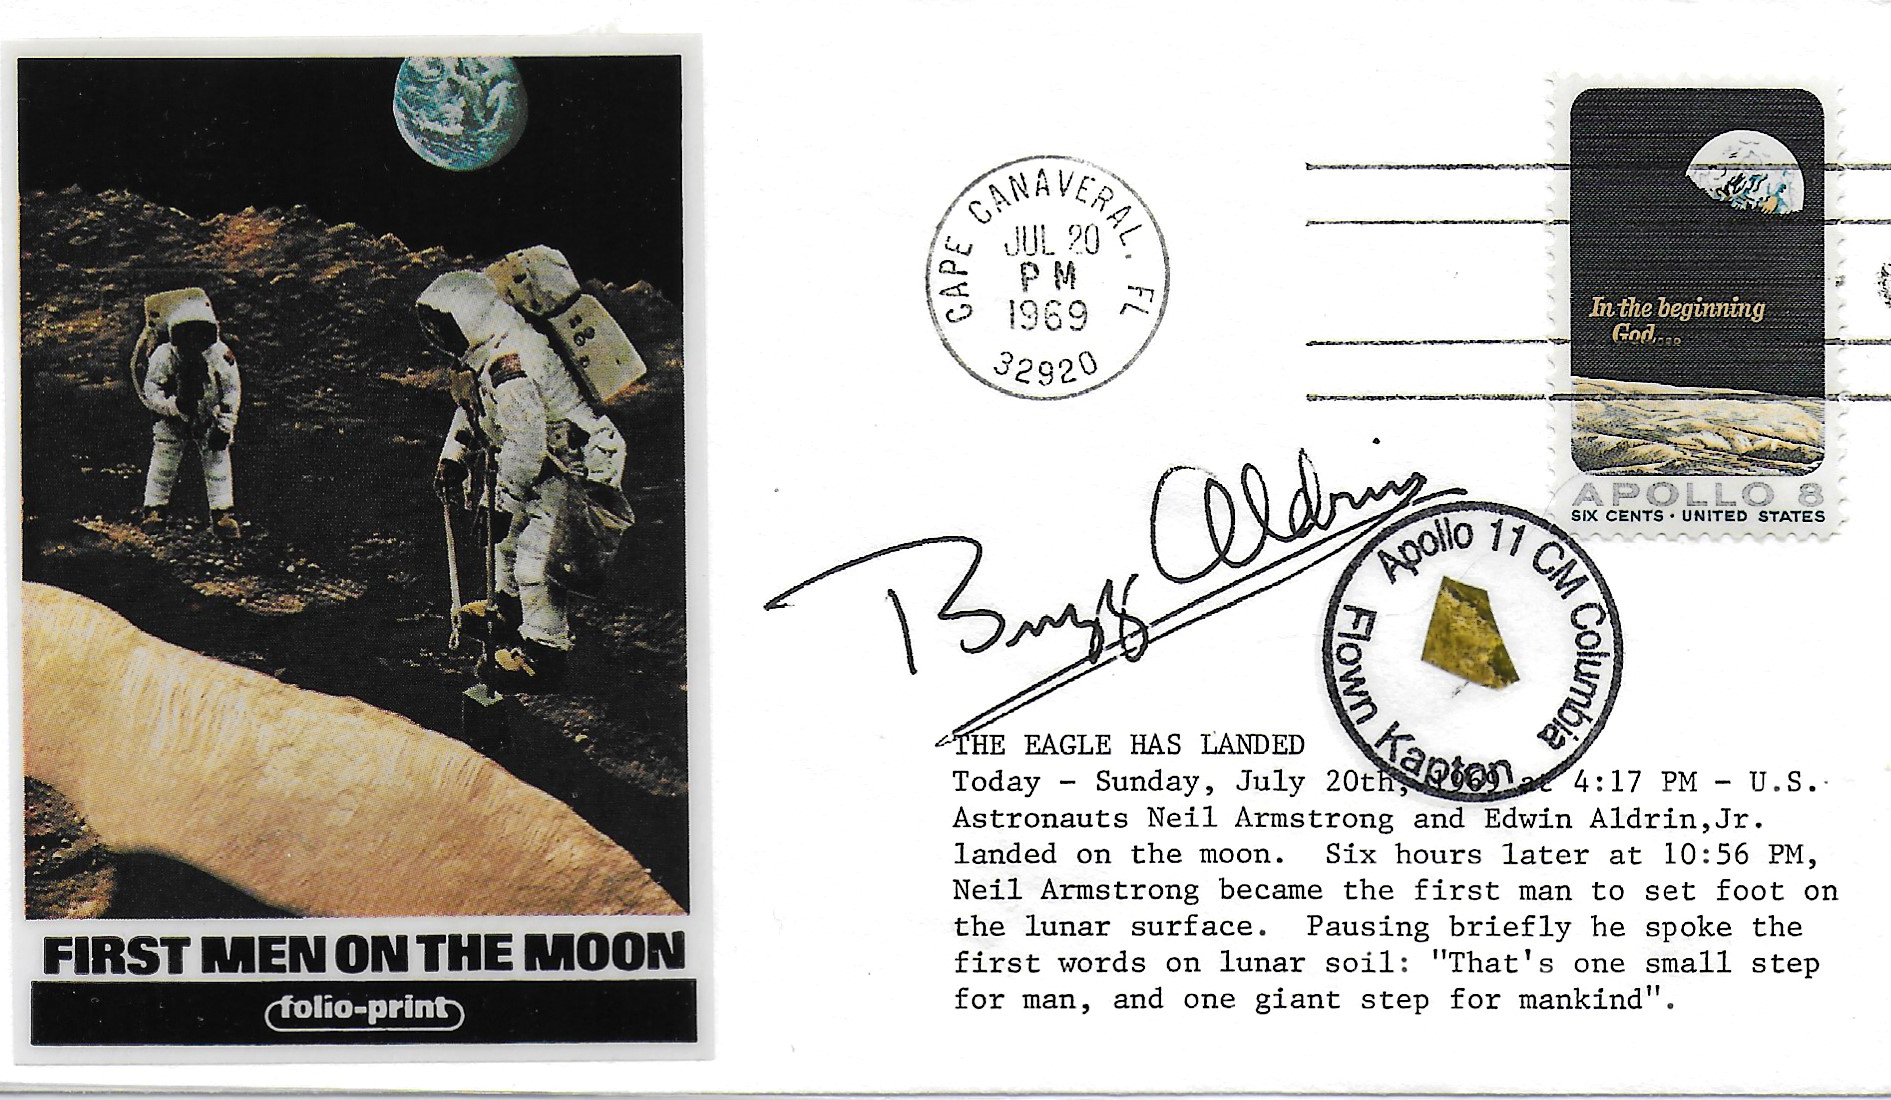 FIRST MEN ON THE MOON
folio-print
CAPE CANAVERAL. FL
JUL 20
PM
1969
32920
In the beginning
God...
APOLLO 8
SIX CENTS · UNITED STATES
Buzz Aldrin
Apollo 11 CM Columbia
Flown Kapton
THE EAGLE HAS LANDED
Today - Sunday, July 20th, 1969 at 4:17 PM - U.S.
Astronauts Neil Armstrong and Edwin Aldrin,Jr.
landed on the moon.  Six hours later at 10:56 PM,
Neil Armstrong became the first man to set foot on
the lunar surface.  Pausing briefly he spoke the
first words on lunar soil: "That's one small step
for man, and one giant step for mankind".